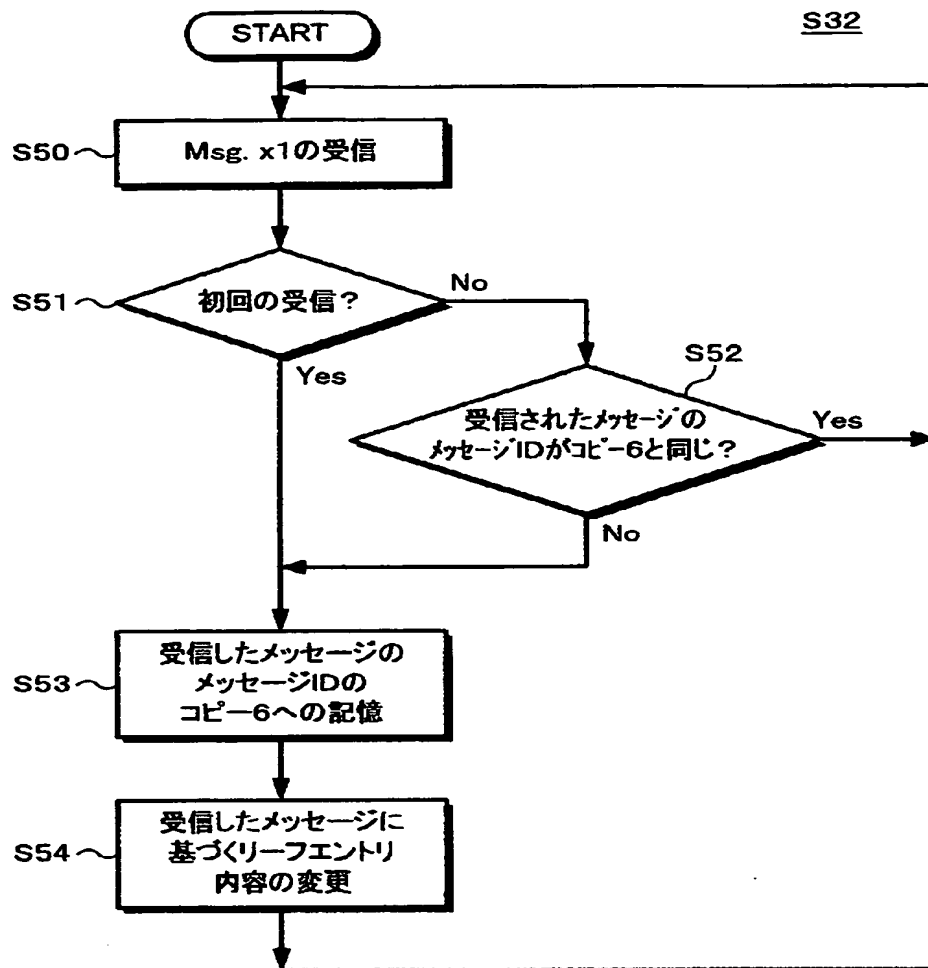 START
S32
S50
Msg. x1の受信
S51
初回の受信？
No
Yes
S52
受信されたメッセージの
メッセージIDがコピー6と同じ？
Yes
No
S53
受信したメッセージの
メッセージIDの
コピー6への記憶
S54
受信したメッセージに
基づくリーフエントリ
内容の変更